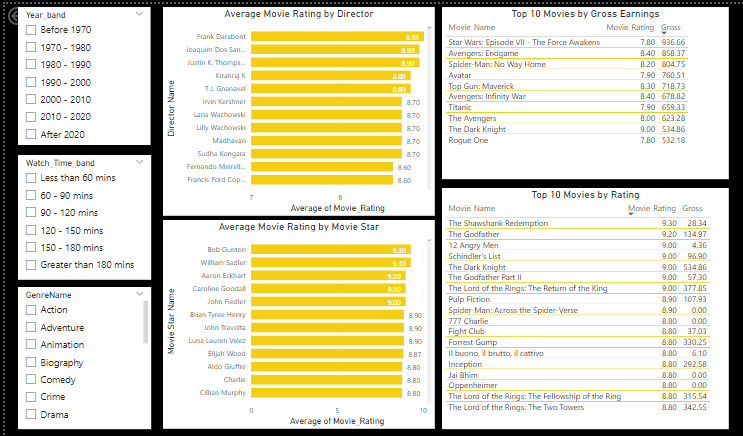 Year_band
Before 1970
1970 - 1980
1980 - 1990
1990 - 2000
2000 - 2010
2010 - 2020
After 2020
Watch_Time_band
Less than 60 mins
60 - 90 mins
90 - 120 mins
120 - 150 mins
150 - 180 mins
Greater than 180 mins
GenreName
Action
Adventure
Animation
Biography
Comedy
Crime
Drama
Average Movie Rating by Director
Director Name
Frank Darabont 8.95
Joaquim Dos San... 8.90
Justin K. Thomps... 8.90
Kiranraj K 8.80
T.J. Gnanavel 8.80
Irvin Kershner 8.70
Lana Wachowski 8.70
Lilly Wachowski 8.70
Madhavan 8.70
Sudha Kongara 8.70
Fernando Meirell... 8.60
Francis Ford Cop... 8.60
7 8
Average of Movie_Rating
Average Movie Rating by Movie Star
Movie Star_Name
Bob Gunton 9.30
William Sadler 9.30
Aaron Eckhart 9.00
Caroline Goodall 9.00
John Fiedler 9.00
Brian Tyree Henry 8.90
John Travolta 8.90
Luna Lauren Velez 8.90
Elijah Wood 8.87
Aldo Giuffrè 8.80
Charlie 8.80
Cillian Murphy 8.80
0 5 10
Average of Movie_Rating
Top 10 Movies by Gross Earnings
Movie_Name Movie_Rating Gross
Star Wars: Episode VII - The Force Awakens 7.80 936.66
Avengers: Endgame 8.40 858.37
Spider-Man: No Way Home 8.20 804.75
Avatar 7.90 760.51
Top Gun: Maverick 8.30 718.73
Avengers: Infinity War 8.40 678.82
Titanic 7.90 659.33
The Avengers 8.00 623.28
The Dark Knight 9.00 534.86
Rogue One 7.80 532.18
Top 10 Movies by Rating
Movie_Name Movie_Rating Gross
The Shawshank Redemption 9.30 28.34
The Godfather 9.20 134.97
12 Angry Men 9.00 4.36
Schindler's List 9.00 96.90
The Dark Knight 9.00 534.86
The Godfather Part II 9.00 57.30
The Lord of the Rings: The Return of the King 9.00 377.85
Pulp Fiction 8.90 107.93
Spider-Man: Across the Spider-Verse 8.90 0.00
777 Charlie 8.80 0.00
Fight Club 8.80 37.03
Forrest Gump 8.80 330.25
Il buono, il brutto, il cattivo 8.80 6.10
Inception 8.80 292.58
Jai Bhim 8.80 0.00
Oppenheimer 8.80 0.00
The Lord of the Rings: The Fellowship of the Ring 8.80 315.54
The Lord of the Rings: The Two Towers 8.80 342.55